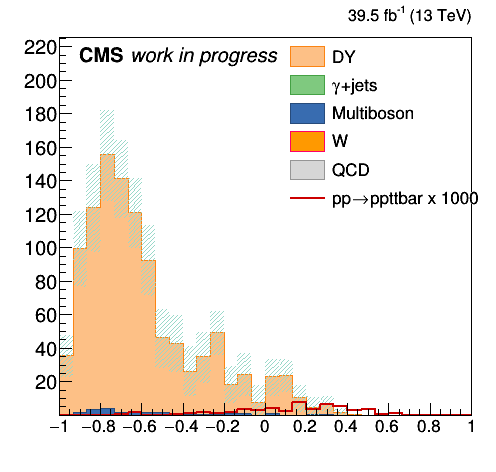 39.5 fb-1 (13 TeV)
CMS work in progress
DY
γ+jets
Multiboson
W
QCD
pp→ppttbar x 1000
220
200
180
160
140
120
100
80
60
40
20
−1 −0.8 −0.6 −0.4 −0.2 0 0.2 0.4 0.6 0.8 1